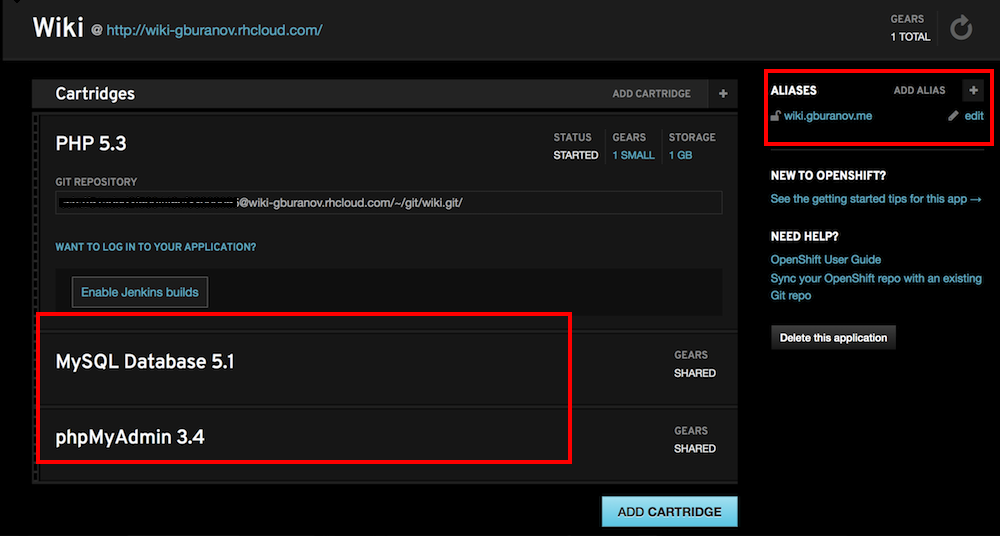 Wiki @ http://wiki-gburanov.rhcloud.com/
GEARS
1 TOTAL
Cartridges
ADD CARTRIDGE +
PHP 5.3
STATUS GEARS STORAGE
STARTED 1 SMALL 1 GB
GIT REPOSITORY
@wiki-gburanov.rhcloud.com/~/git/wiki.git/
WANT TO LOG IN TO YOUR APPLICATION?
Enable Jenkins builds
MySQL Database 5.1
GEARS
SHARED
phpMyAdmin 3.4
GEARS
SHARED
ADD CARTRIDGE
ALIASES ADD ALIAS +
wiki.gburanov.me edit
NEW TO OPENSHIFT?
See the getting started tips for this app →
NEED HELP?
OpenShift User Guide
Sync your OpenShift repo with an existing
Git repo
Delete this application